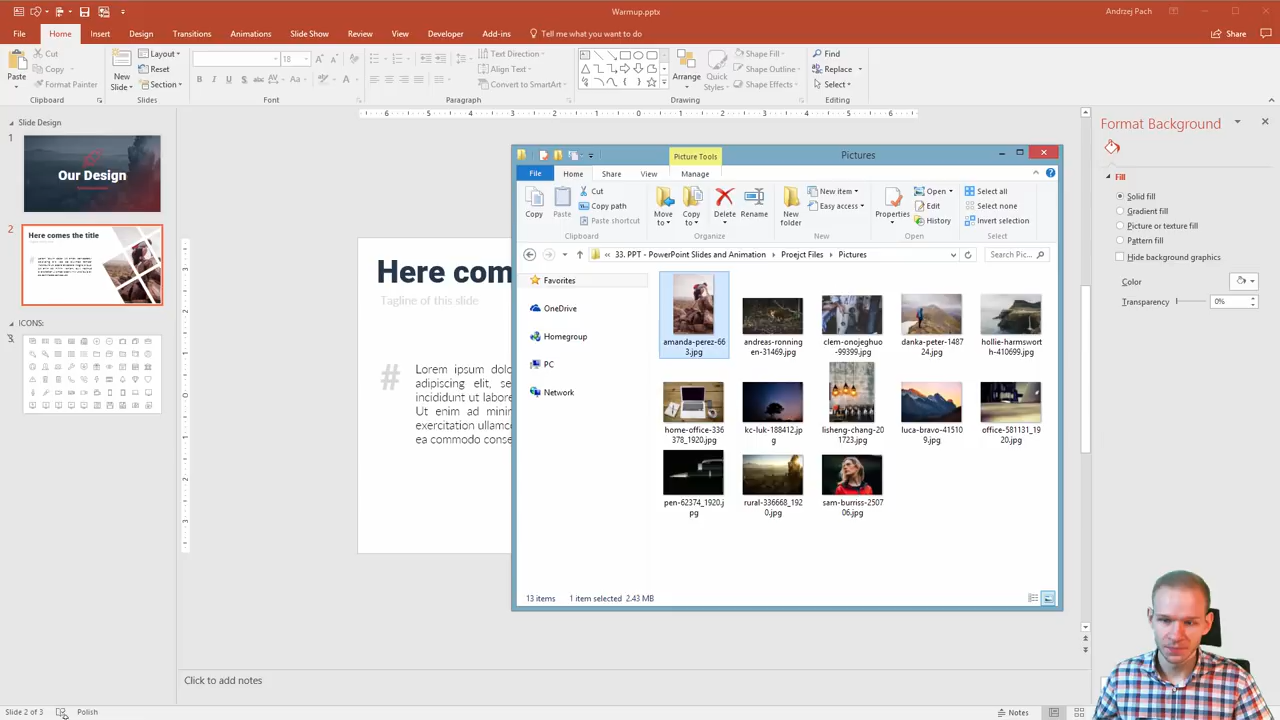 Warmup.pptx
Andrzej Pach
File Home Insert Design Transitions Animations Slide Show Review View Developer Add-ins Tell me what you want to do Share
Paste
Cut
Copy
Format Painter
Clipboard
New
Slide
Layout
Reset
Section
Slides
18
B I U S abc AV Aa A
Font
Text Direction
Align Text
Convert to SmartArt
Paragraph
Arrange
Quick
Styles
Shape Fill
Shape Outline
Shape Effects
Drawing
Find
Replace
Select
Editing
Slide Design
1
Our Design
2
Here comes the title
ICONS:
Here com
Tagline of this slide
#
Lorem ipsum dolo
adipiscing elit, se
incididunt ut labore
Ut enim ad minim
exercitation ullamc
ea commodo conse
Picture Tools
Pictures
File Home Share View Manage
Copy
Paste
Cut
Copy path
Paste shortcut
Clipboard
Move
to
Copy
to
Delete
Rename
Organize
New
folder
New item
Easy access
New
Properties
Open
Edit
History
Open
Select all
Select none
Invert selection
Select
« 33. PPT - PowerPoint Slides and Animation Proejct Files Pictures
Search Pic...
Favorites
OneDrive
Homegroup
PC
Network
amanda-perez-66
3.jpg
andreas-ronning
en-31469.jpg
clem-onojeghuo
-99399.jpg
danka-peter-1487
24.jpg
hollie-harmswort
h-410699.jpg
home-office-336
378_1920.jpg
kc-luk-188412.jp
g
lisheng-chang-20
1723.jpg
luca-bravo-41510
9.jpg
office-581131_19
20.jpg
pen-62374_1920.j
pg
rural-336668_192
0.jpg
sam-burriss-2507
06.jpg
13 items 1 item selected 2.43 MB
Format Background
Fill
Solid fill
Gradient fill
Picture or texture fill
Pattern fill
Hide background graphics
Color
Transparency
0%
Click to add notes
Slide 2 of 3
Polish
Notes